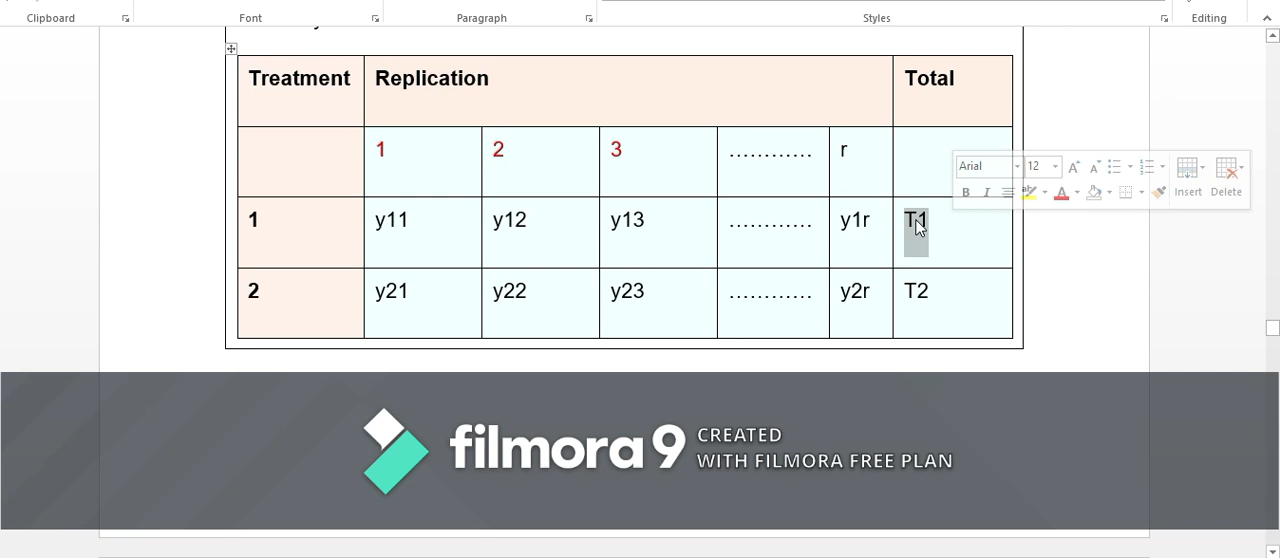 Clipboard Font Paragraph Styles Editing
Treatment Replication Total
1 2 3 ………… r
Arial 12
B I Insert Delete
1 y11 y12 y13 ………… y1r T1
2 y21 y22 y23 ………… y2r T2
filmora9 CREATED
WITH FILMORA FREE PLAN